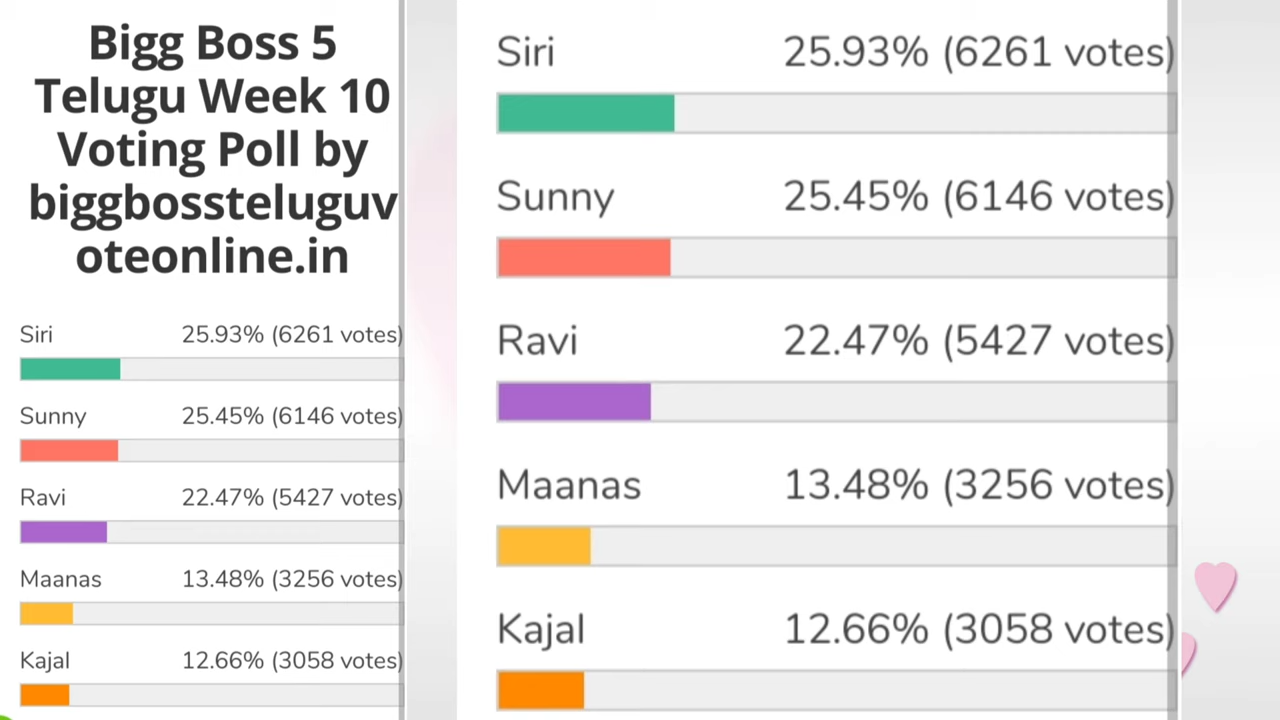 Bigg Boss 5
Telugu Week 10
Voting Poll by
biggbossteluguv
oteonline.in
Siri 25.93% (6261 votes)
Sunny 25.45% (6146 votes)
Ravi 22.47% (5427 votes)
Maanas 13.48% (3256 votes)
Kajal 12.66% (3058 votes)
Siri 25.93% (6261 votes)
Sunny 25.45% (6146 votes)
Ravi 22.47% (5427 votes)
Maanas 13.48% (3256 votes)
Kajal 12.66% (3058 votes)